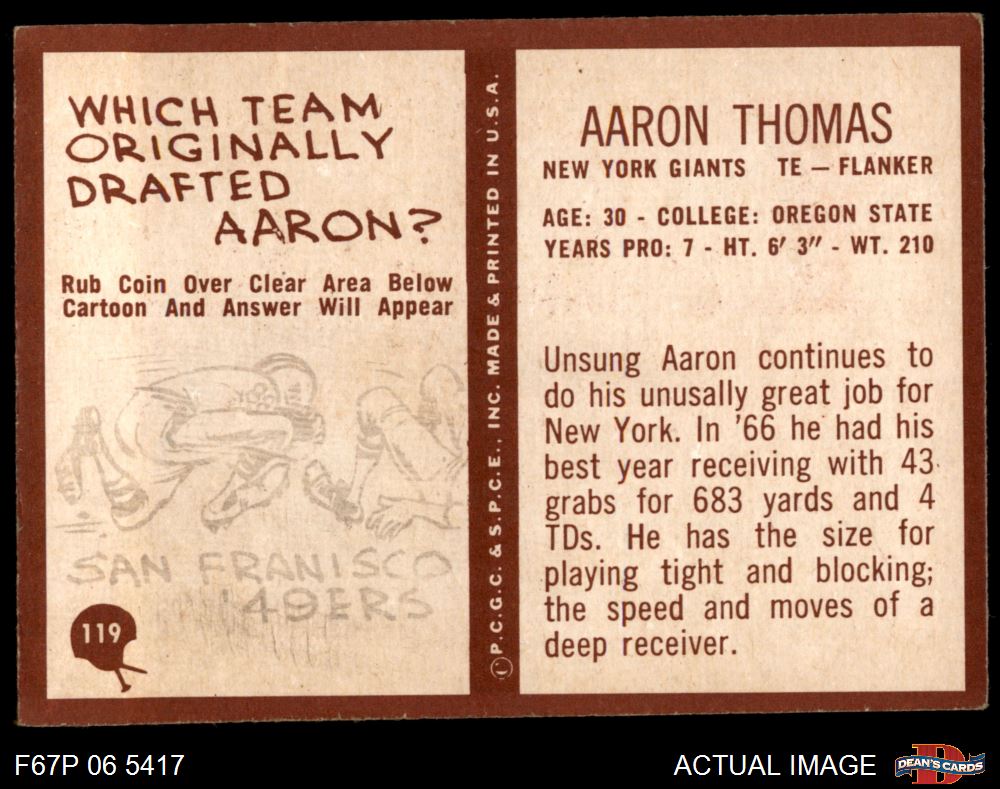 WHICH TEAM
ORIGINALLY
DRAFTED
AARON?
Rub Coin Over Clear Area Below
Cartoon And Answer Will Appear
SAN FRANISCO
'49ERS
119
© P.C.G.C. & S.P.C.E., INC. MADE & PRINTED IN U.S.A.
AARON THOMAS
NEW YORK GIANTS TE — FLANKER
AGE: 30 - COLLEGE: OREGON STATE
YEARS PRO: 7 - HT. 6' 3" - WT. 210
Unsung Aaron continues to
do his unusually great job for
New York. In '66 he had his
best year receiving with 43
grabs for 683 yards and 4
TDs. He has the size for
playing tight and blocking;
the speed and moves of a
deep receiver.
F67P 06 5417
ACTUAL IMAGE
D
DEAN'S CARDS